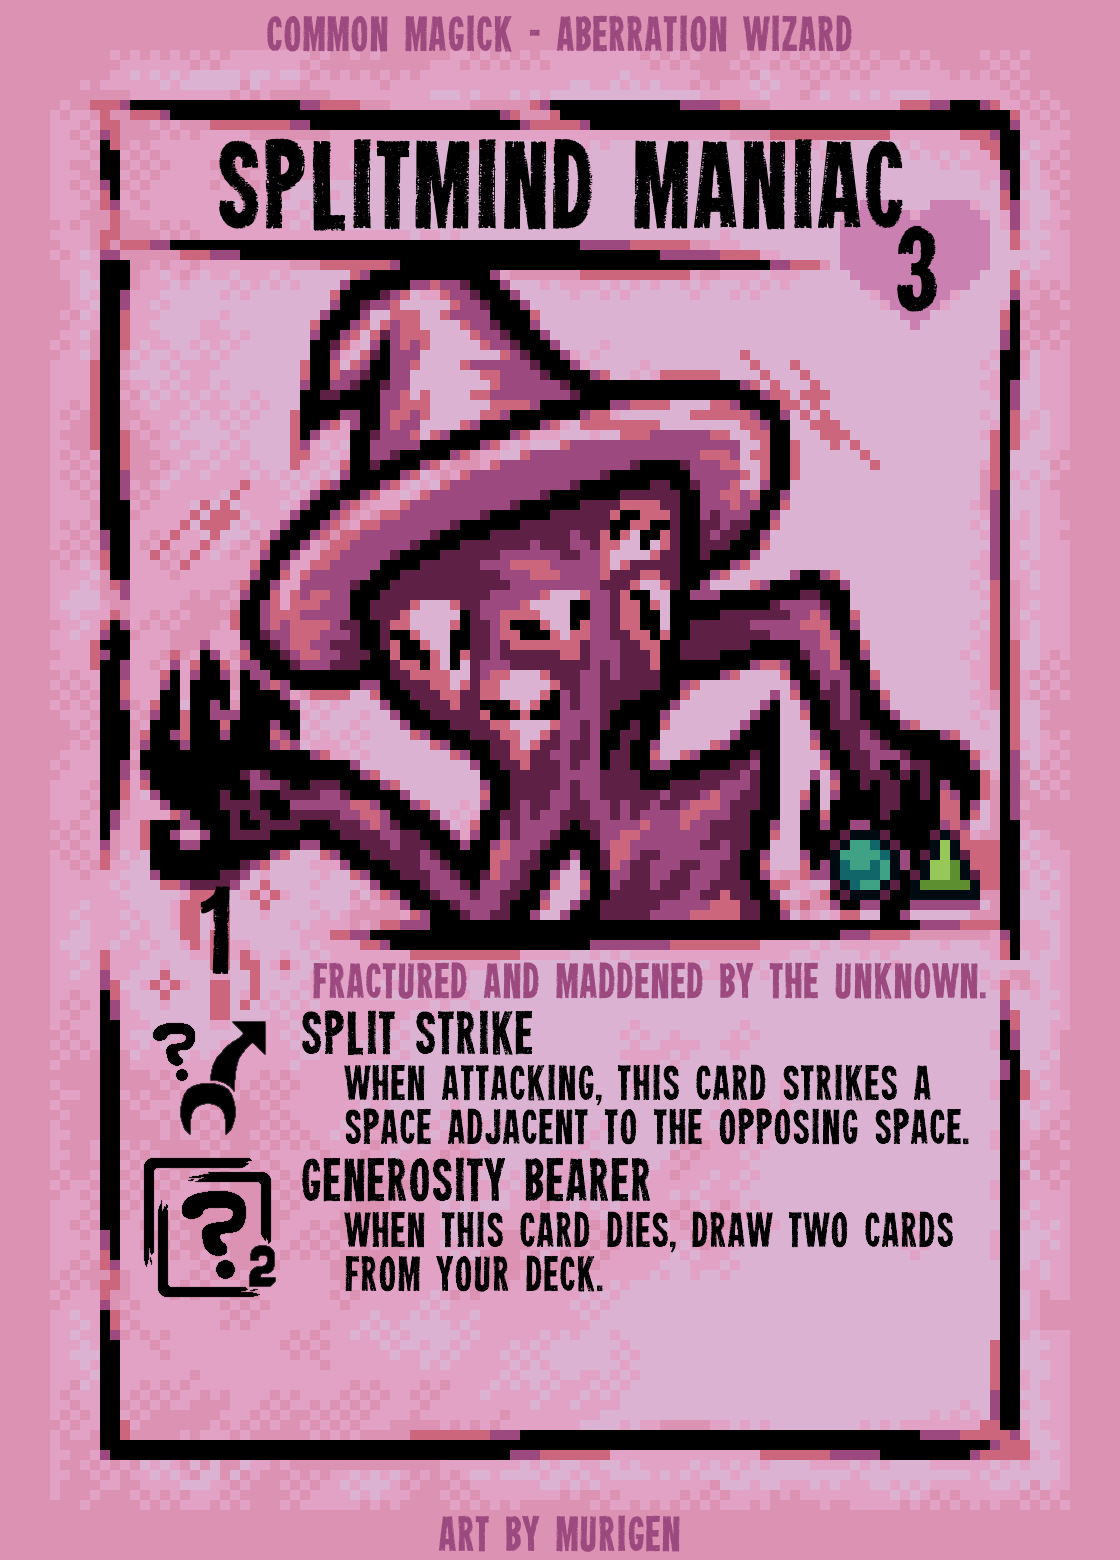 COMMON MAGICK - ABERRATION WIZARD
SPLITMIND MANIAC
3
1
FRACTURED AND MADDENED BY THE UNKNOWN.
?
SPLIT STRIKE
WHEN ATTACKING, THIS CARD STRIKES A
SPACE ADJACENT TO THE OPPOSING SPACE.
?2
GENEROSITY BEARER
WHEN THIS CARD DIES, DRAW TWO CARDS
FROM YOUR DECK.
ART BY MURIGEN